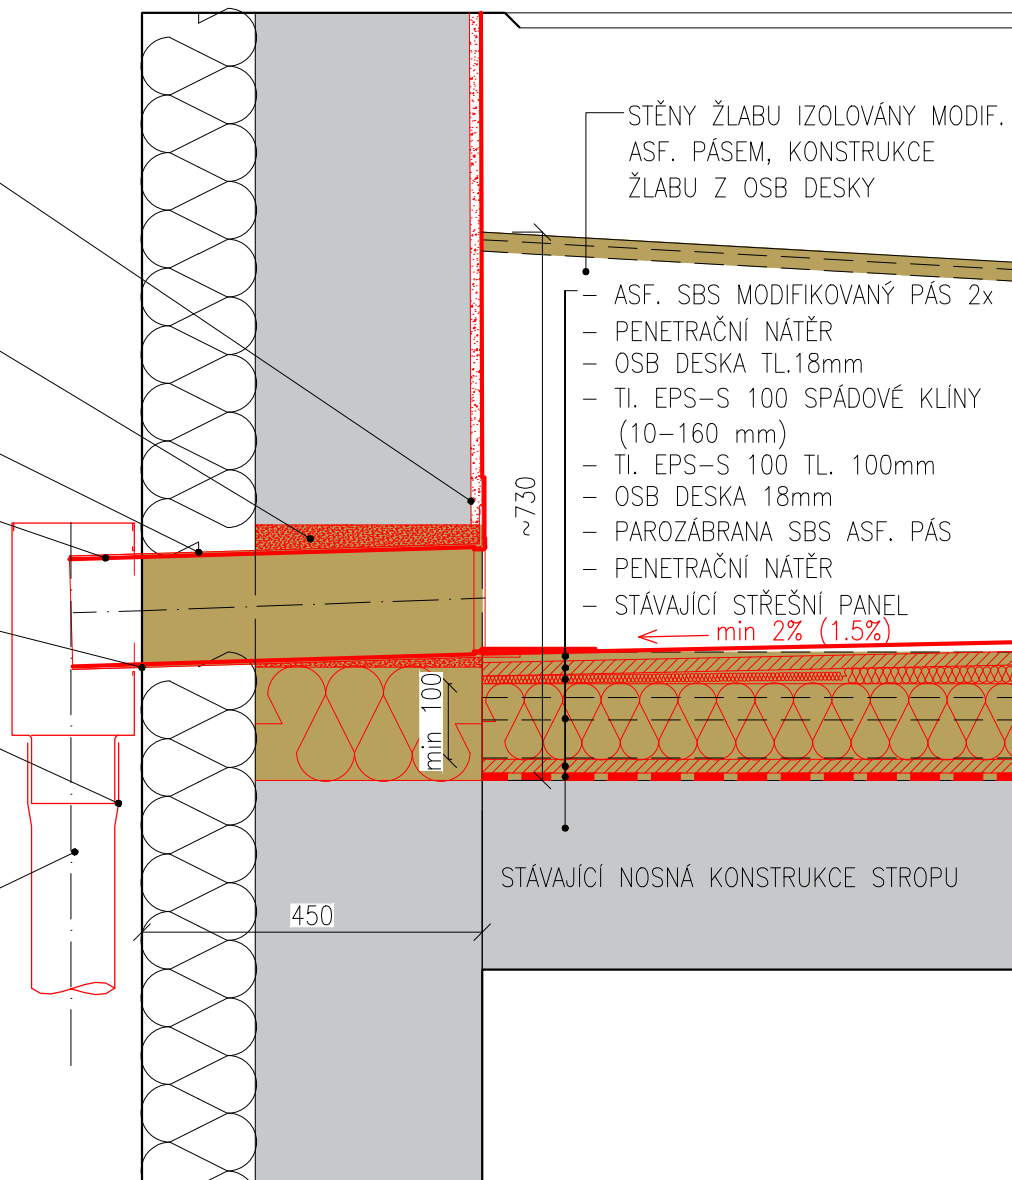 STĚNY ŽLABU IZOLOVÁNY MODIF.
ASF. PÁSEM, KONSTRUKCE
ŽLABU Z OSB DESKY
- ASF. SBS MODIFIKOVANÝ PÁS 2x
- PENETRAČNÍ NÁTĚR
- OSB DESKA TL.18mm
- TI. EPS-S 100 SPÁDOVÉ KLÍNY
(10-160 mm)
- TI. EPS-S 100 TL. 100mm
- OSB DESKA 18mm
- PAROZÁBRANA SBS ASF. PÁS
- PENETRAČNÍ NÁTĚR
- STÁVAJÍCÍ STŘEŠNÍ PANEL
~730
min 2% (1.5%)
min 100
STÁVAJÍCÍ NOSNÁ KONSTRUKCE STROPU
450